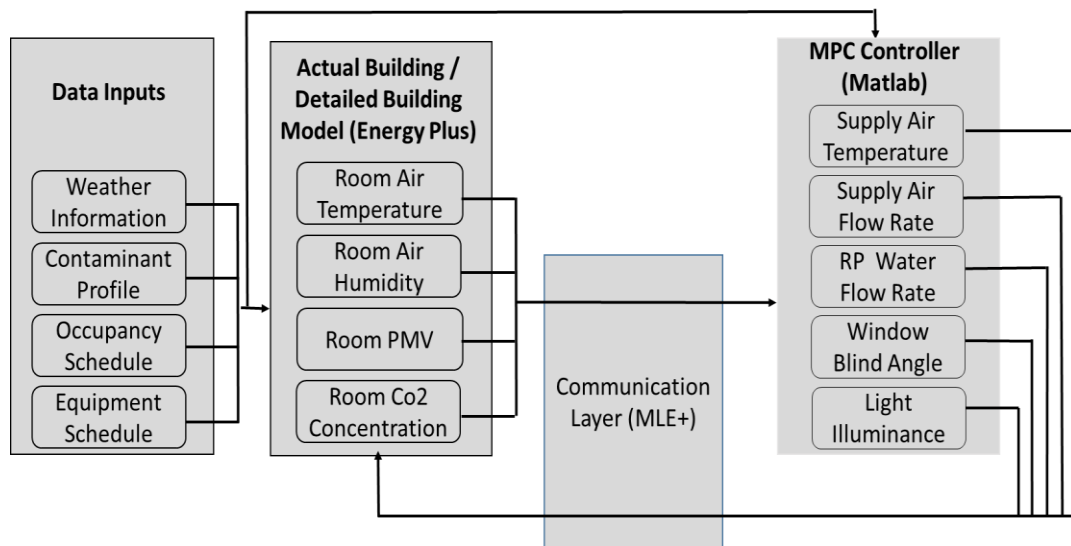 Data Inputs
Weather
Information
Contaminant
Profile
Occupancy
Schedule
Equipment
Schedule
Actual Building /
Detailed Building
Model (Energy Plus)
Room Air
Temperature
Room Air
Humidity
Room PMV
Room Co2
Concentration
Communication
Layer (MLE+)
MPC Controller
(Matlab)
Supply Air
Temperature
Supply Air
Flow Rate
RP Water
Flow Rate
Window
Blind Angle
Light
Illuminance